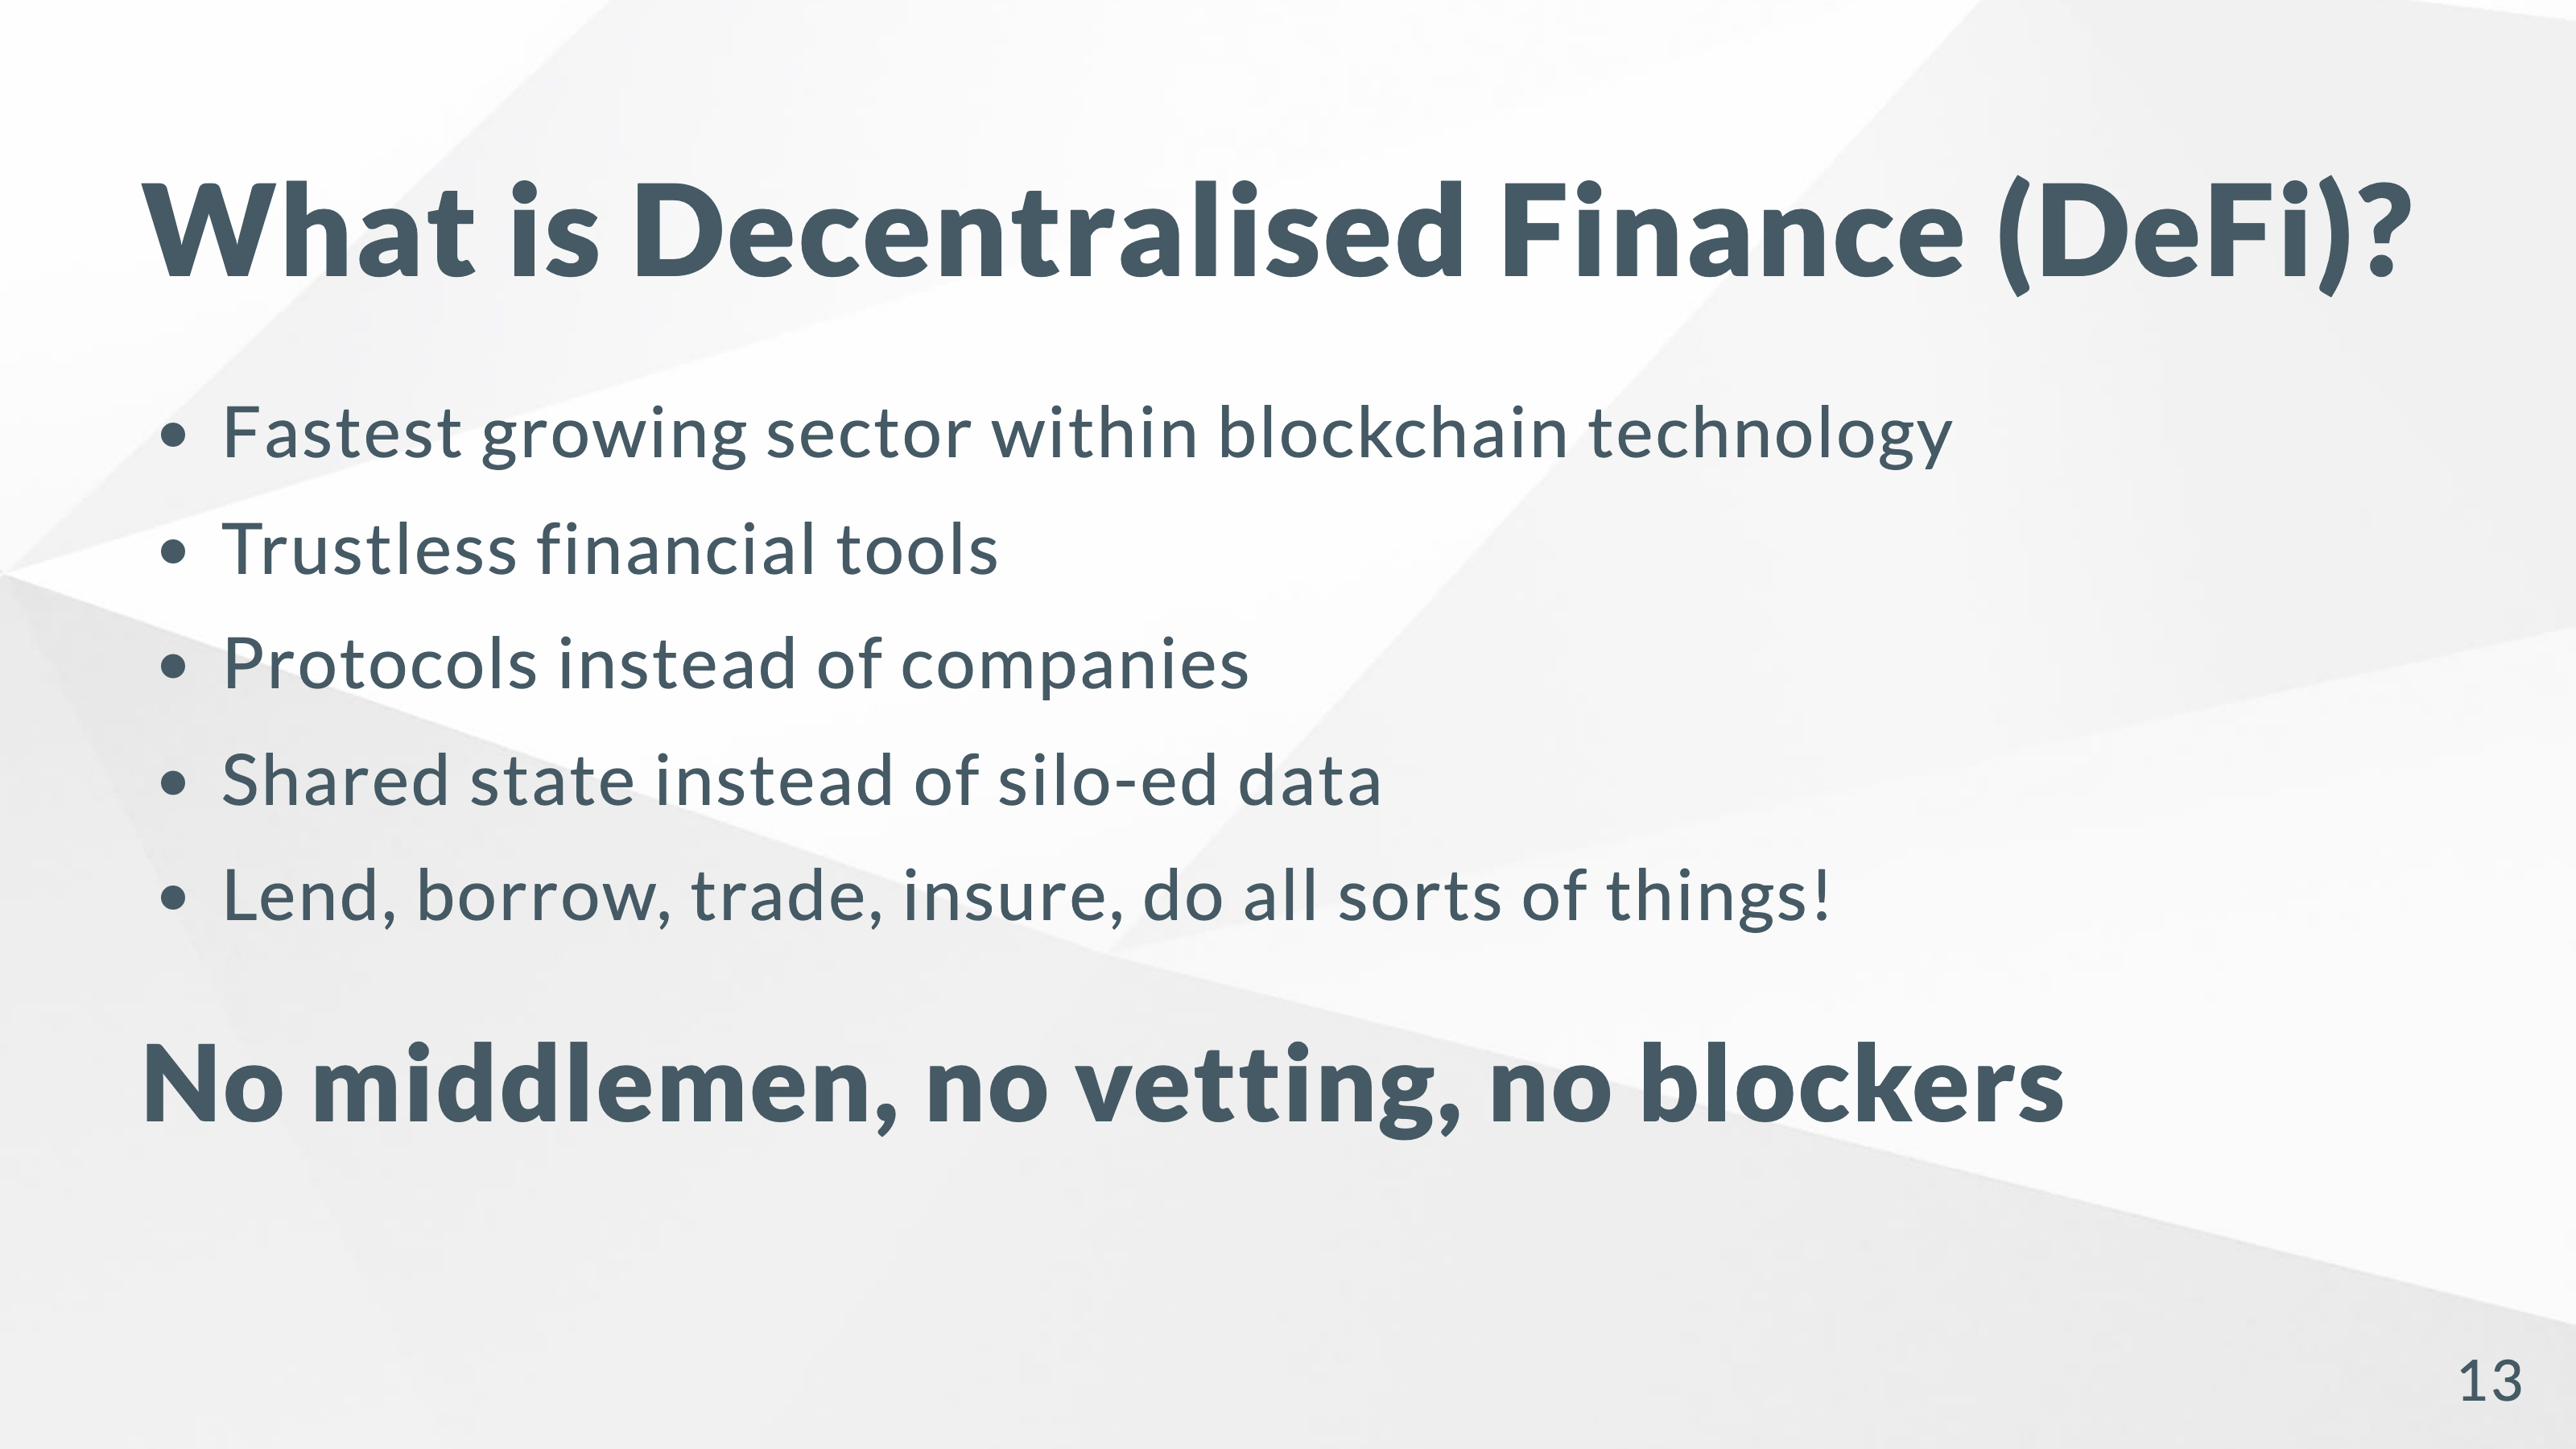 What is Decentralised Finance (DeFi)?
• Fastest growing sector within blockchain technology
• Trustless financial tools
• Protocols instead of companies
• Shared state instead of silo-ed data
• Lend, borrow, trade, insure, do all sorts of things!
No middlemen, no vetting, no blockers
13